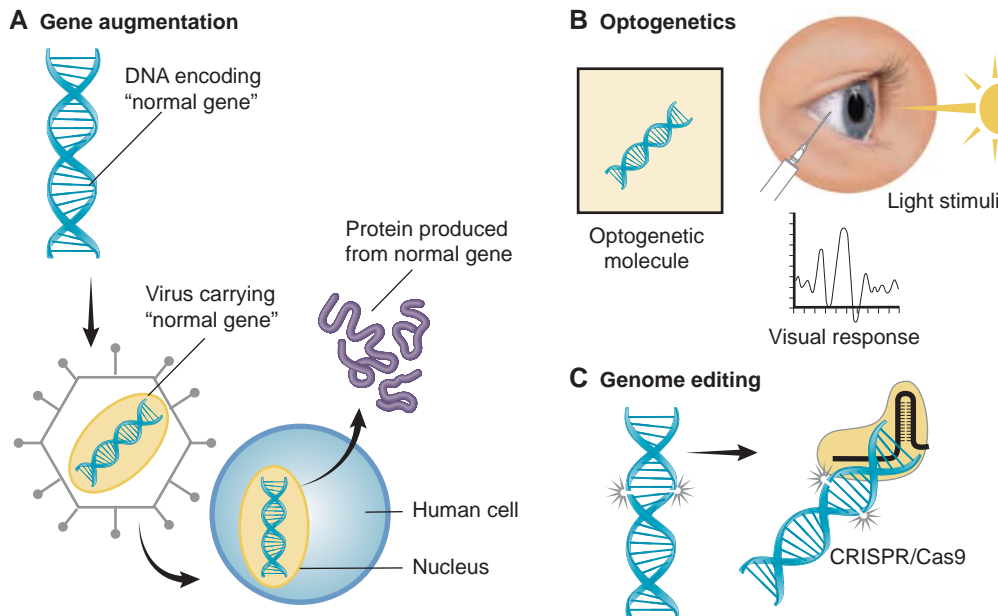 A Gene augmentation
DNA encoding
“normal gene”
Virus carrying
“normal gene”
Protein produced
from normal gene
Human cell
Nucleus
B Optogenetics
Optogenetic
molecule
Light stimuli
Visual response
C Genome editing
CRISPR/Cas9